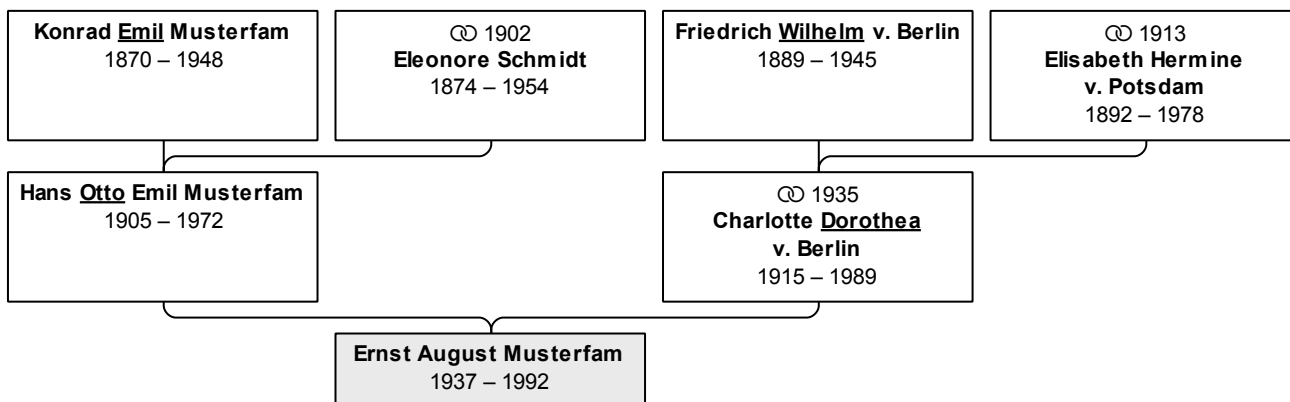 Konrad Emil Musterfam
1870 – 1948
⚭ 1902
Eleonore Schmidt
1874 – 1954
Friedrich Wilhelm v. Berlin
1889 – 1945
⚭ 1913
Elisabeth Hermine
v. Potsdam
1892 – 1978
Hans Otto Emil Musterfam
1905 – 1972
⚭ 1935
Charlotte Dorothea
v. Berlin
1915 – 1989
Ernst August Musterfam
1937 – 1992